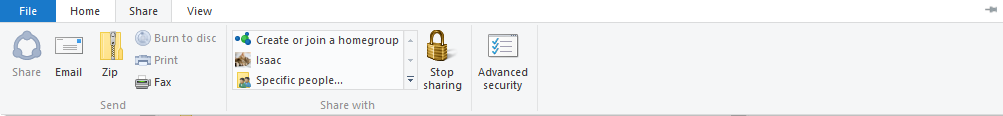 File Home Share View
Share
Email
Zip
Burn to disc
Print
Fax
Send
Create or join a homegroup
Isaac
Specific people...
Stop
sharing
Share with
Advanced
security